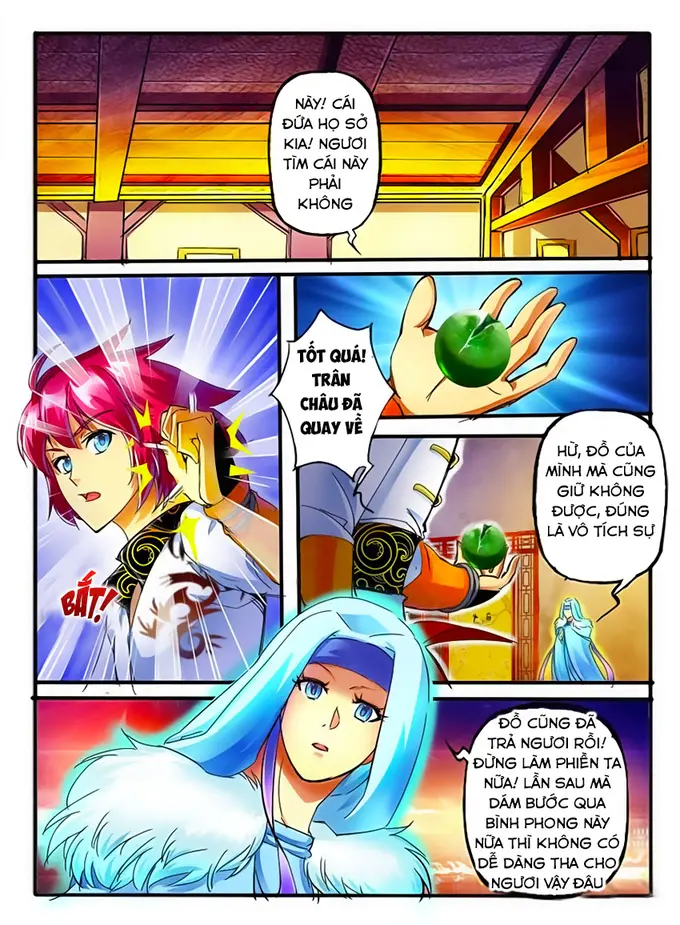 NÀY! CÁI
ĐỨA HỌ SỞ
KIA! NGƯƠI
TÌM CÁI NÀY
PHẢI
KHÔNG
TỐT QUÁ!
TRÂN
CHÂU ĐÃ
QUAY VỀ
BẮT!
HỪ, ĐỒ CỦA
MÌNH MÀ CŨNG
GIỮ KHÔNG
ĐƯỢC, ĐÚNG
LÀ VÔ TÍCH SỰ
ĐỒ CŨNG ĐÃ
TRẢ NGƯƠI RỒI!
ĐỪNG LÀM PHIỀN TA
NỮA! LẦN SAU MÀ
DÁM BƯỚC QUA
BÌNH PHONG NÀY
NỮA THÌ KHÔNG CÓ
DỄ DÀNG THA CHO
NGƯƠI VẬY ĐÂU